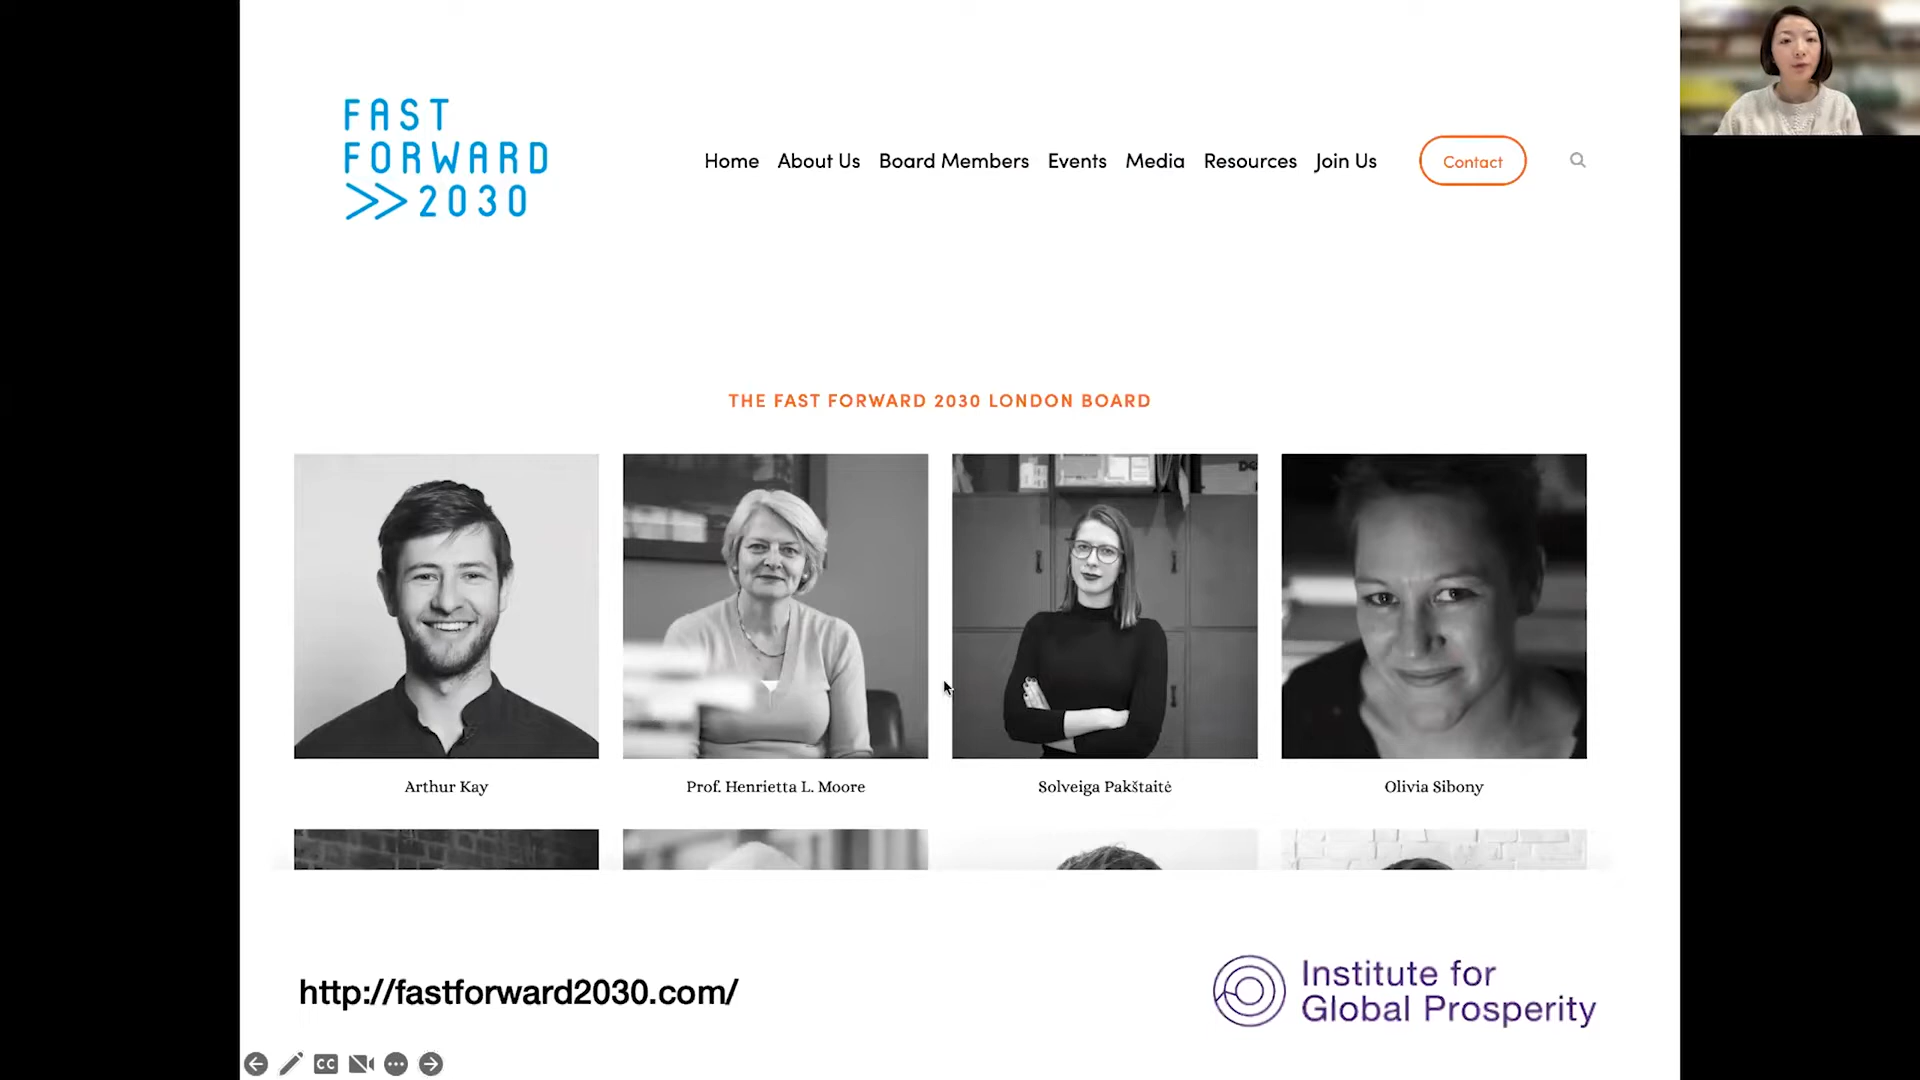 FAST
FORWARD
>>2030
Home About Us Board Members Events Media Resources Join Us Contact
THE FAST FORWARD 2030 LONDON BOARD
Arthur Kay
Prof. Henrietta L. Moore
Solveiga Pakštaitė
Olivia Sibony
http://fastforward2030.com/
Institute for
Global Prosperity
CC